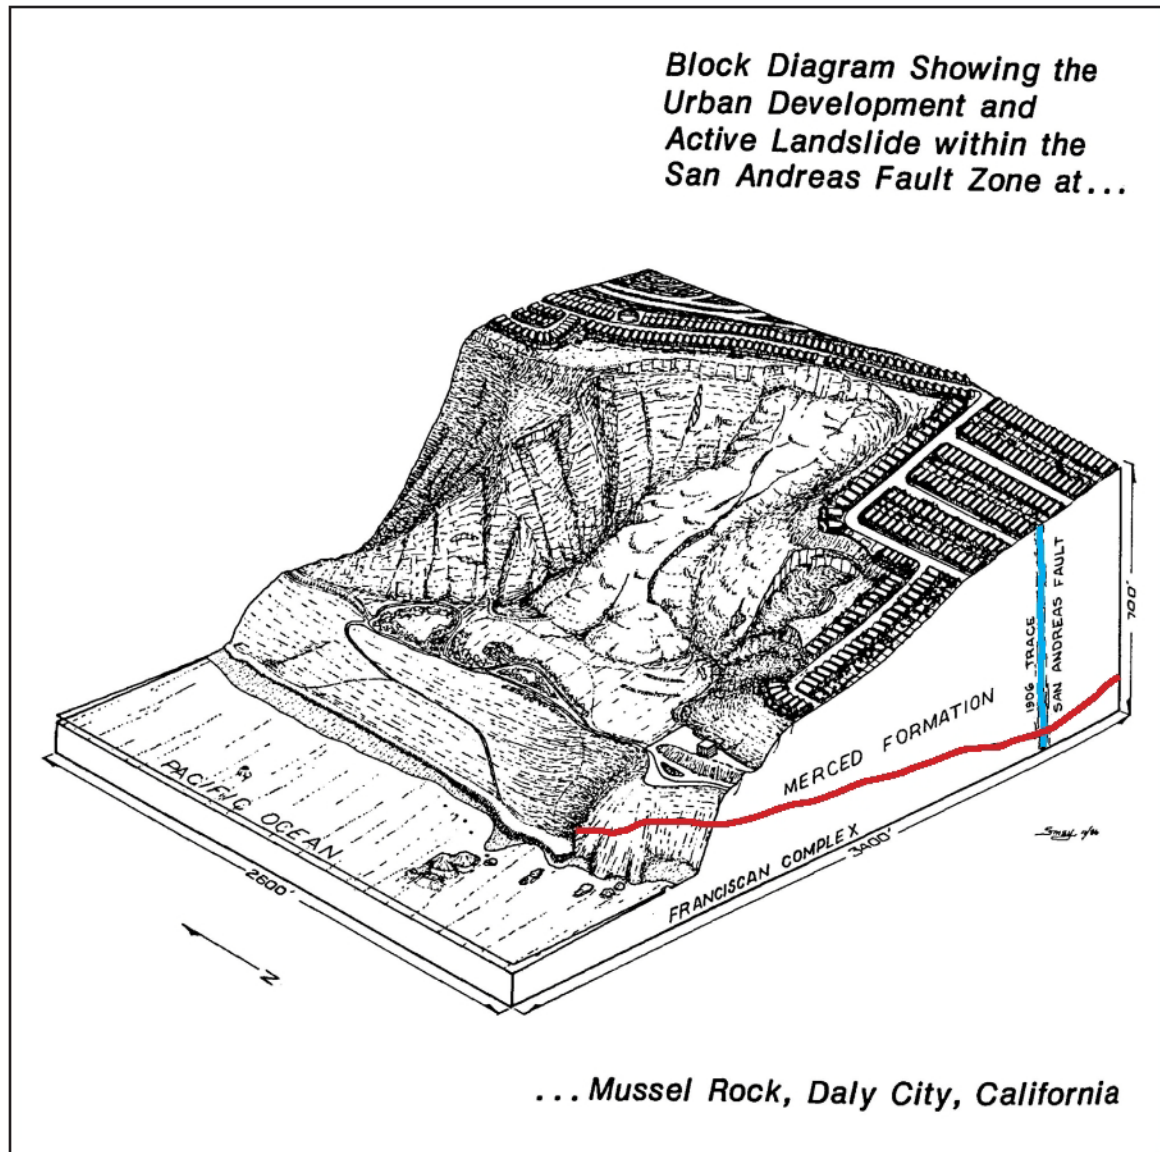 Block Diagram Showing the
Urban Development and
Active Landslide within the
San Andreas Fault Zone at...
1906 TRACE
SAN ANDREAS FAULT
700'
MERCED FORMATION
FRANCISCAN COMPLEX
3400'
PACIFIC OCEAN
2600'
N
...Mussel Rock, Daly City, California